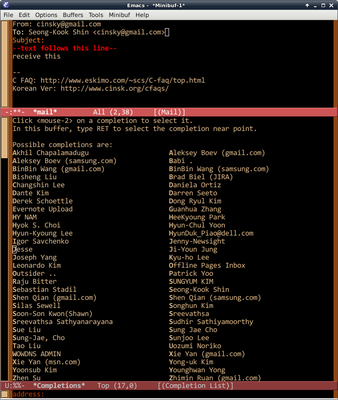 Emacs - *Minibuf-1*
File Edit Options Buffers Tools Minibuf Help
From: cinsky@gmail.com
To: Seong-Kook Shin <cinsky@gmail.com>
Subject:
--text follows this line--
receive this
--
C FAQ: http://www.eskimo.com/~scs/C-faq/top.html
Korean Ver: http://www.cinsk.org/cfaqs/
-:**- *mail* All (2,38) [(Mail)]
Click <mouse-2> on a completion to select it.
In this buffer, type RET to select the completion near point.
Possible completions are:
Akhil Chapalamadugu Aleksey Boev (gmail.com)
Aleksey Boev (samsung.com) Babi .
BinBin Wang (gmail.com) BinBin Wang (samsung.com)
Bisheng Liu Brad Biel (JIRA)
Changshin Lee Daniela Ortiz
Dante Kim Darren Seeto
Derek Schoettle Dong Ryul Kim
Evernote Upload Guanhua Zhang
HY NAM HeeKyoung Park
Hyok S. Choi Hyun-Chul Yoon
Hyun-Kyoung Lee HyunDuk_Piao@dell.com
Igor Savchenko Jenny-Newsight
Jesse Ji-Youn Jung
Joseph Yang Kyu-ho Lee
Leonardo Kim Offline Pages Inbox
Outsider .. Patrick Yoo
Raju Bitter SUNGYUM KIM
Sebastian Stadil Seong-Kook Shin
Shen Qian (gmail.com) Shen Qian (samsung.com)
Silas Sewell Songhun Kim
Soon-Son Kwon(Shawn) Sreevatsa
Sreevathsa Sathyanarayana Sudhir Sathiyamoorthy
Sue Liu Sung Jae Cho
Sung-Jae, Cho Sunjoo Lee
Tao Liu Uozumi Noriko
WOWDNS ADMIN Xie Yan (gmail.com)
Xie Yan (msn.com) Yong-uk Kim
Yoonsub Kim Younghwan Yong
Zhen Su Zhimin Ruan (gmail.com)
U:%%- *Completions* Top (17,0) [(Completion List)]
address: